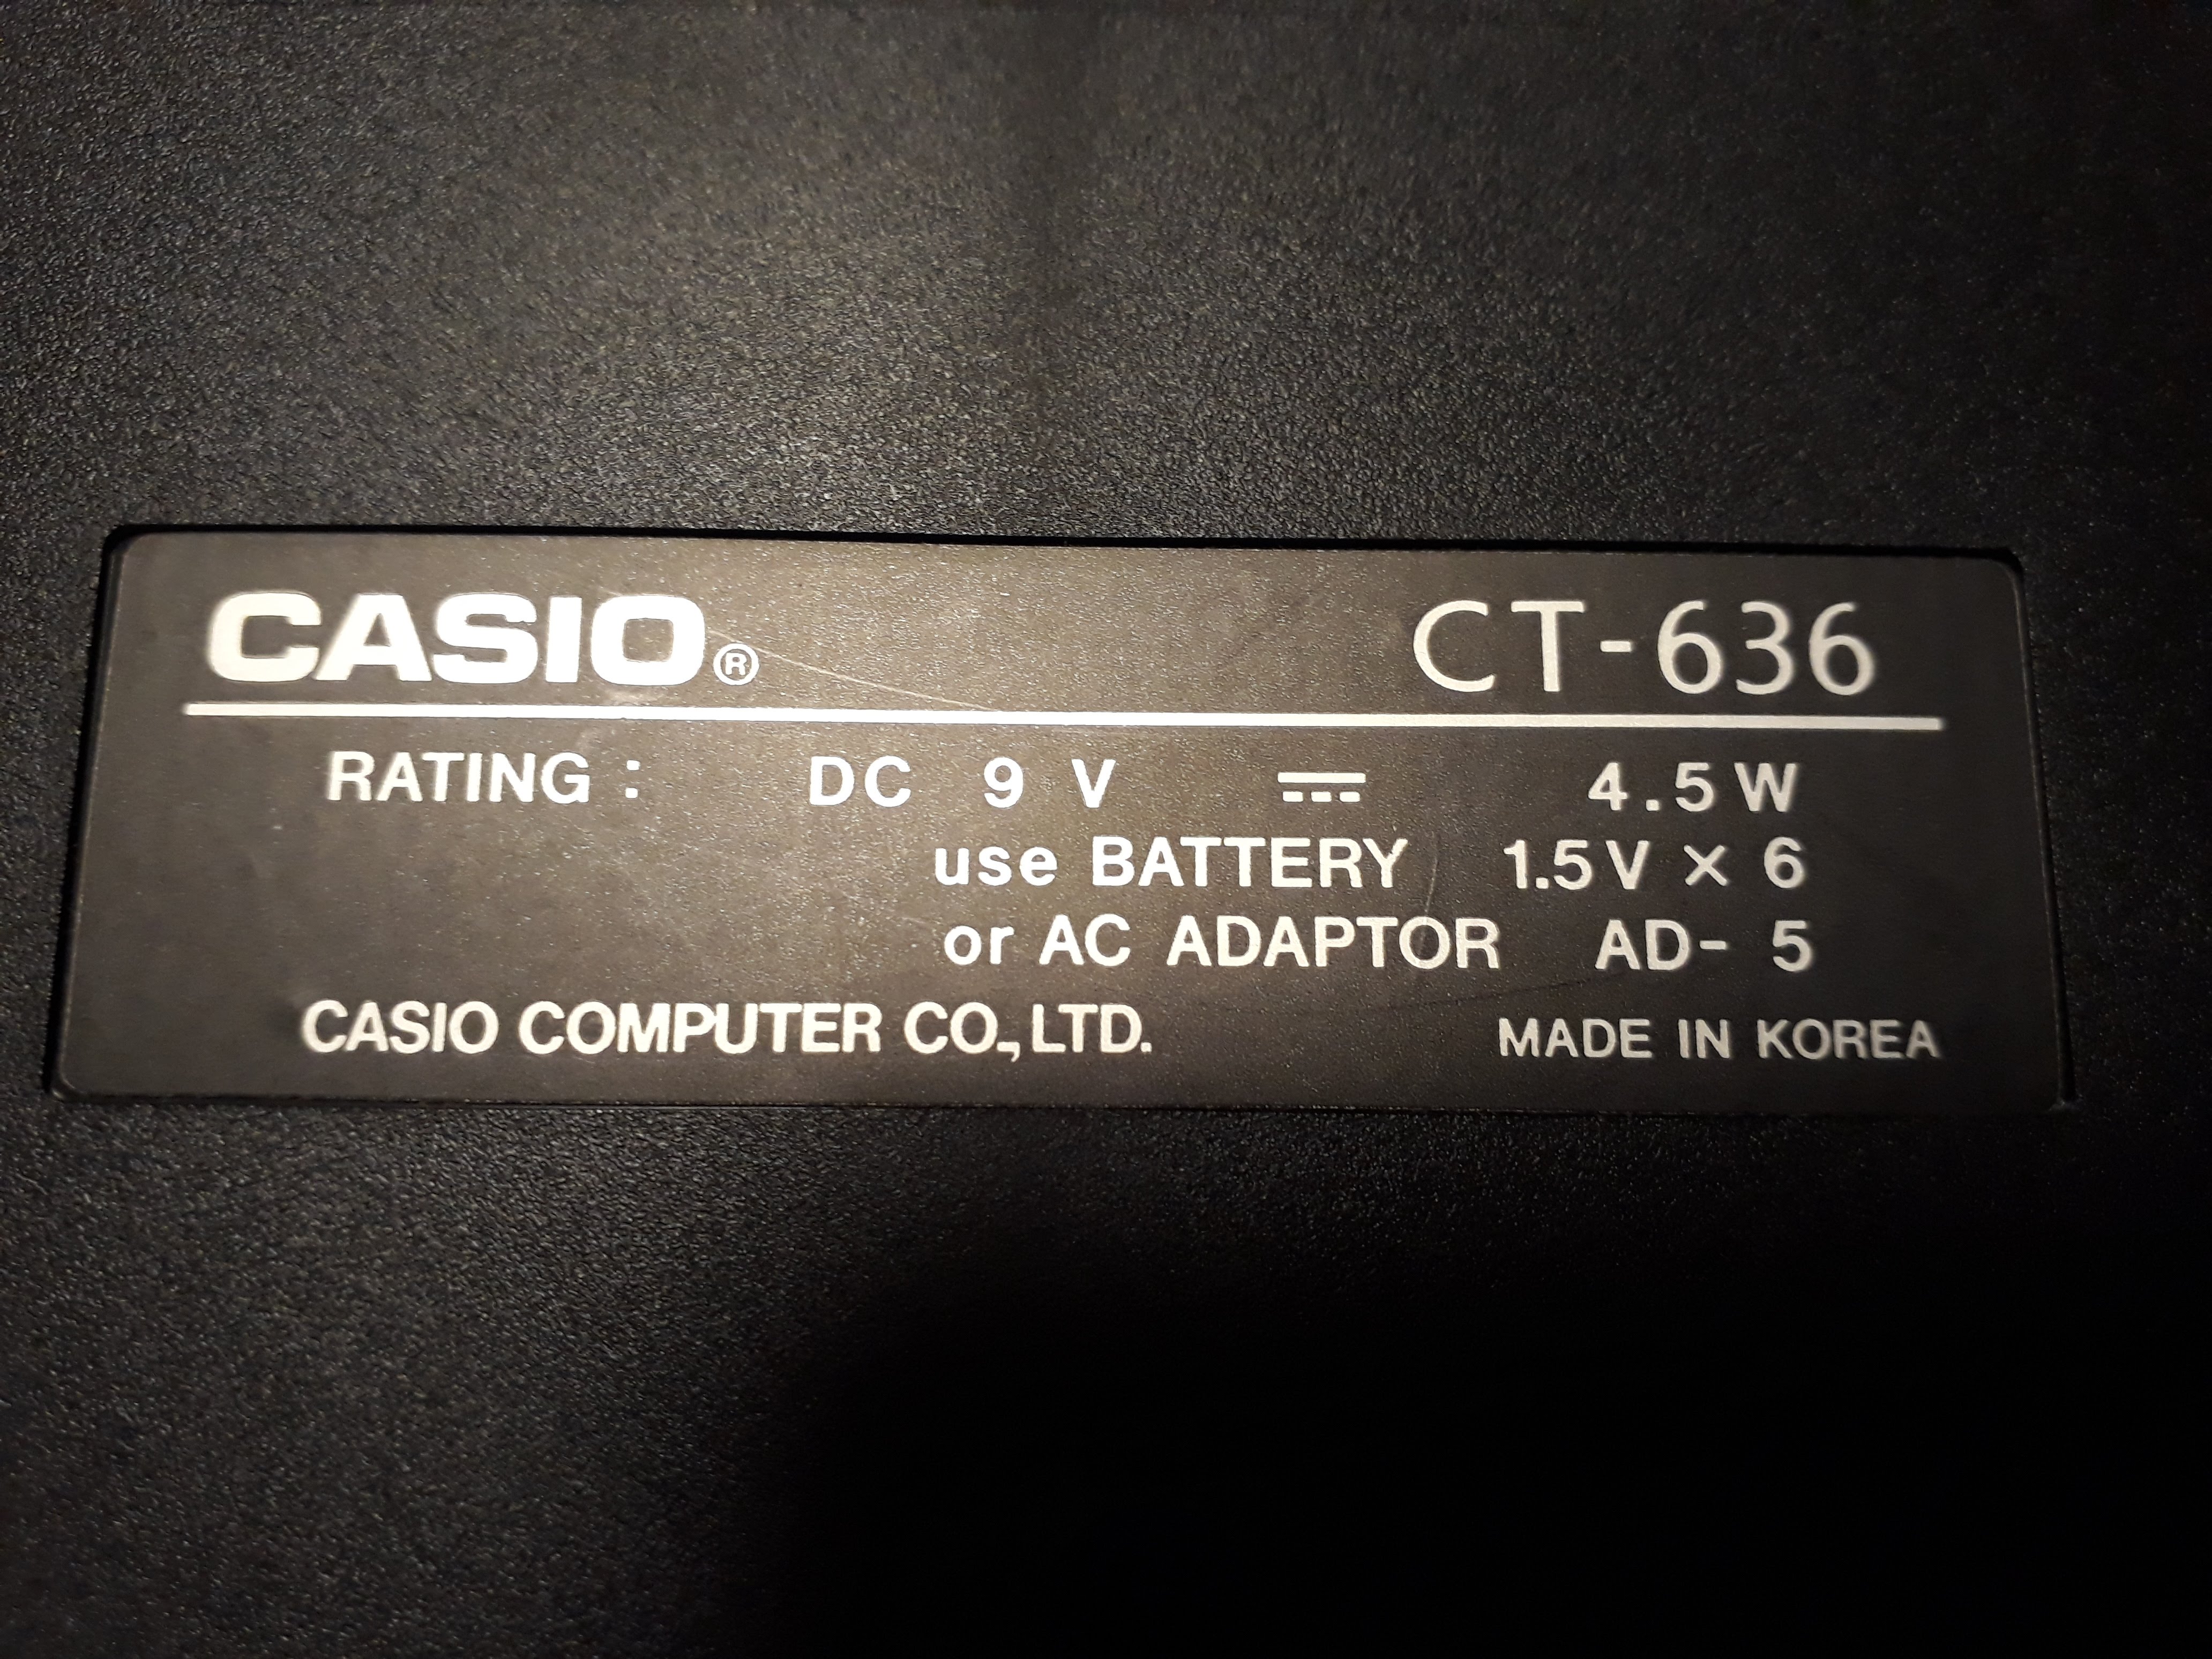 CASIO® CT-636
RATING : DC 9 V ⎓ 4.5 W
use BATTERY 1.5 V × 6
or AC ADAPTOR AD- 5
CASIO COMPUTER CO., LTD. MADE IN KOREA